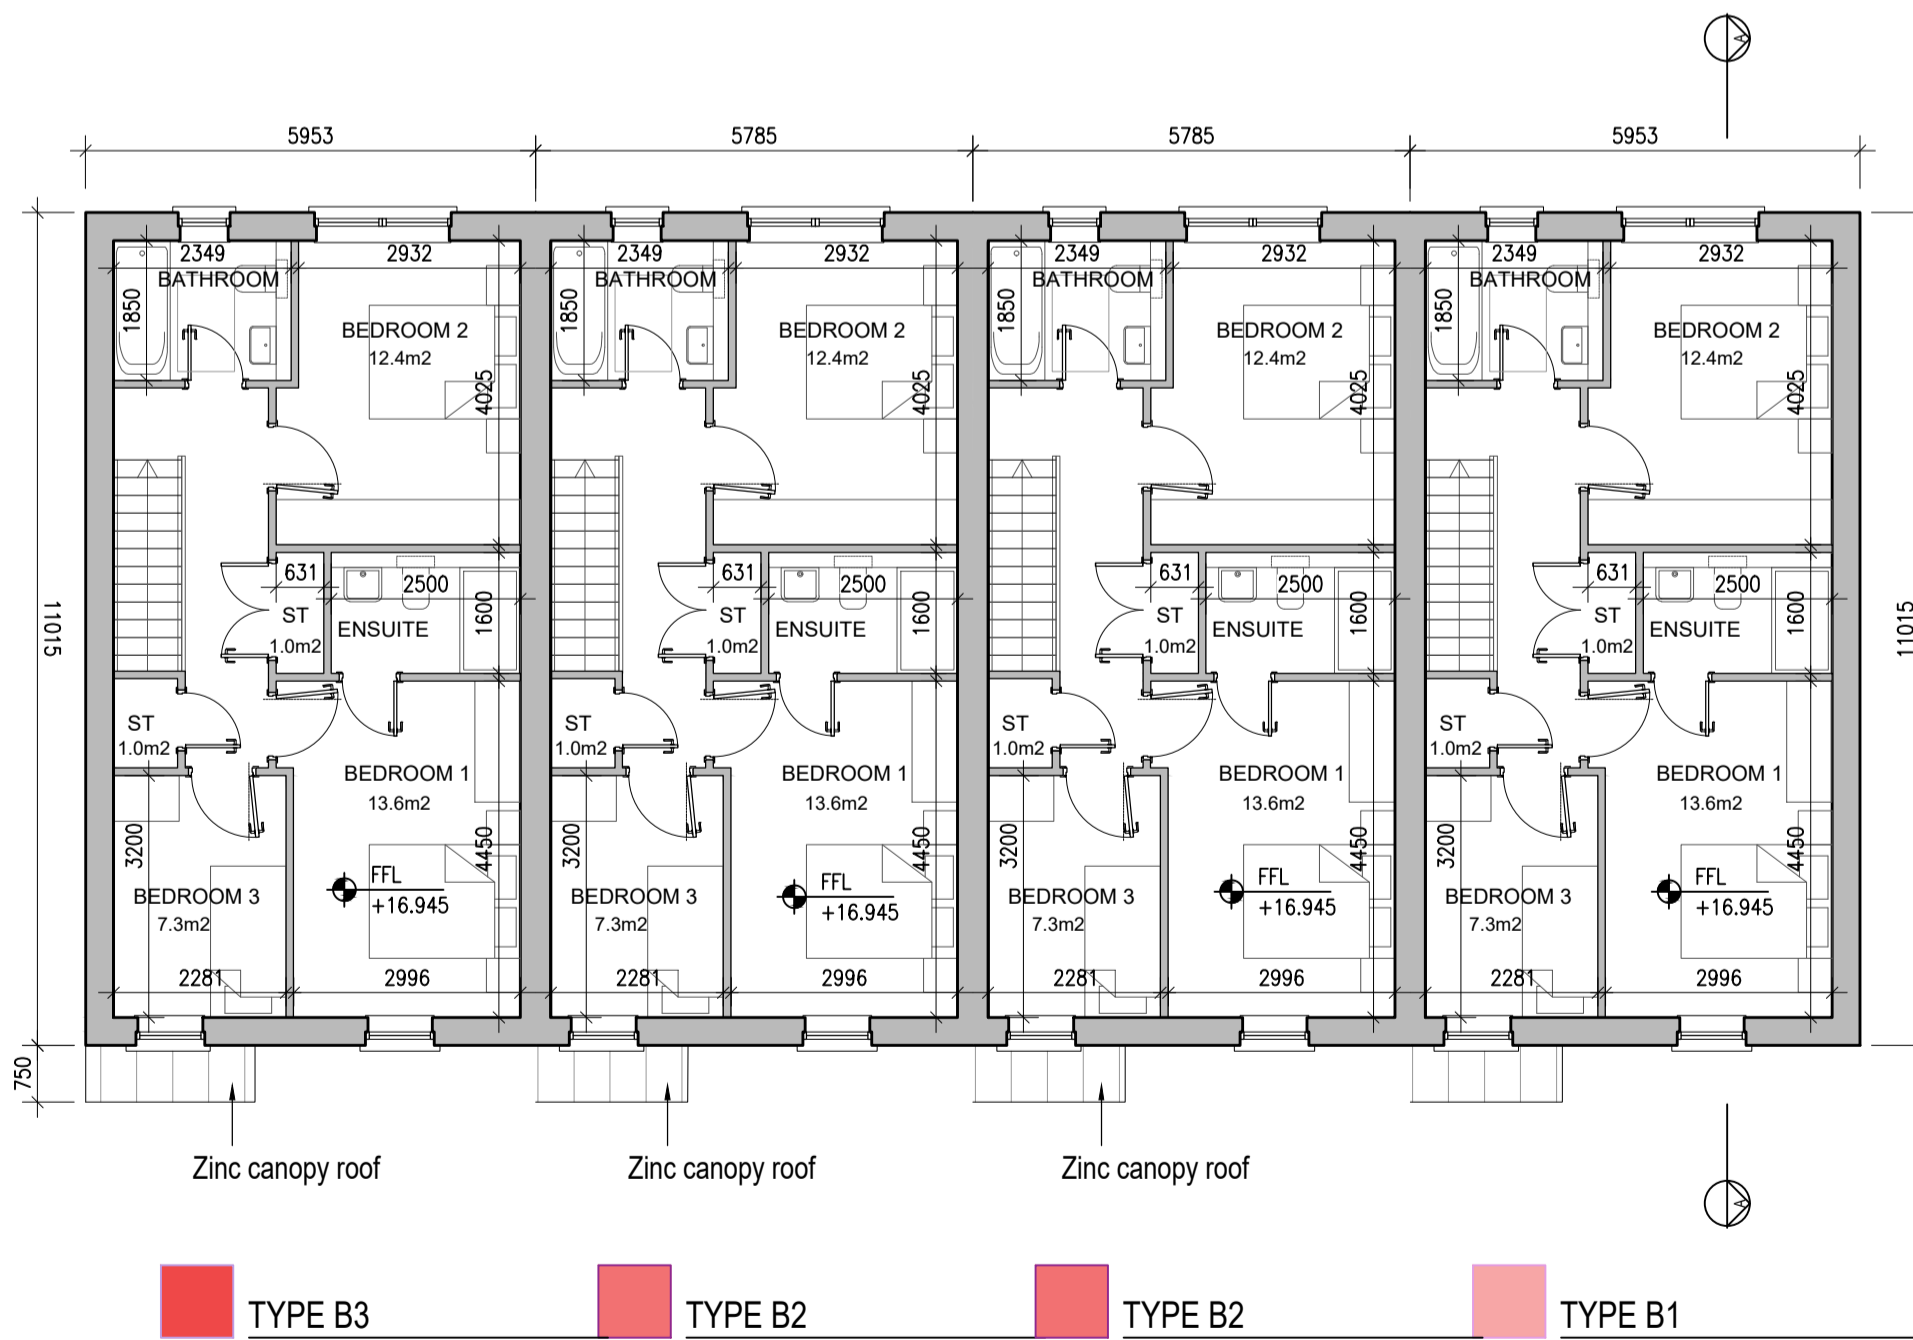 A
5953 5785 5785 5953
2349 2932 2349 2932 2349 2932 2349 2932
BATHROOM BATHROOM BATHROOM BATHROOM
1850 1850 1850 1850
BEDROOM 2 BEDROOM 2 BEDROOM 2 BEDROOM 2
12.4m2 12.4m2 12.4m2 12.4m2
4025 4025 4025 4025
631 2500 631 2500 631 2500 631 2500
11015 ST 1600 ST 1600 ST 1600 ST 1600 11015
ENSUITE ENSUITE ENSUITE ENSUITE
1.0m2 1.0m2 1.0m2 1.0m2
ST ST ST ST
1.0m2 1.0m2 1.0m2 1.0m2
BEDROOM 1 BEDROOM 1 BEDROOM 1 BEDROOM 1
13.6m2 13.6m2 13.6m2 13.6m2
3200 4450 3200 4450 3200 4450 3200 4450
FFL FFL FFL FFL
BEDROOM 3 BEDROOM 3 BEDROOM 3 BEDROOM 3
+16.945 +16.945 +16.945 +16.945
7.3m2 7.3m2 7.3m2 7.3m2
2281 2996 2281 2996 2281 2996 2281 2996
750
Zinc canopy roof Zinc canopy roof Zinc canopy roof
A
TYPE B3 TYPE B2 TYPE B2 TYPE B1